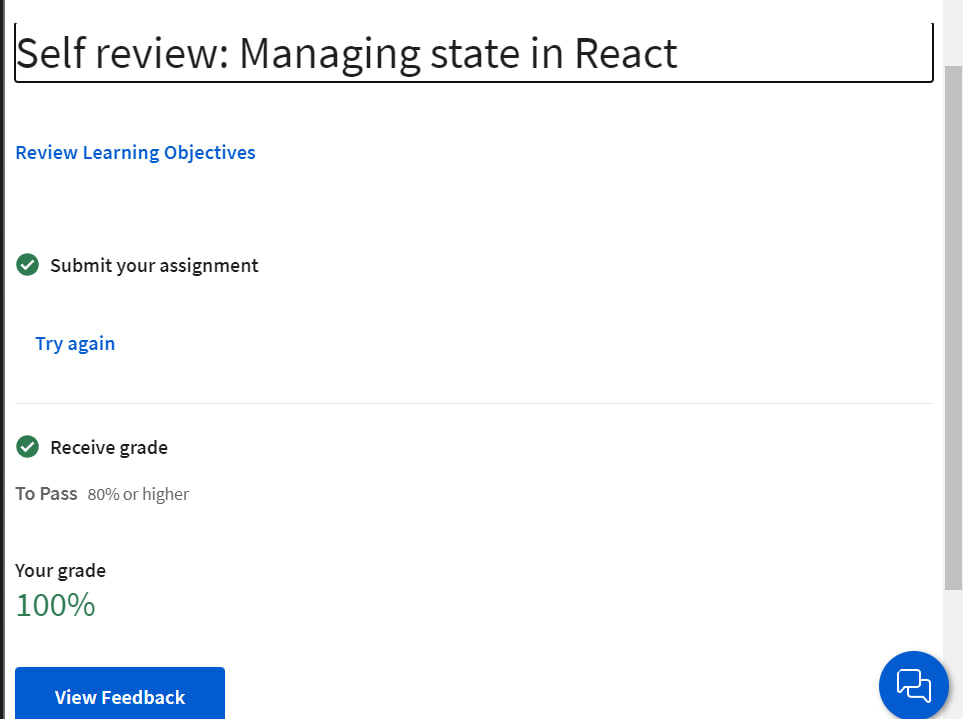 Self review: Managing state in React
Review Learning Objectives
Submit your assignment
Try again
Receive grade
To Pass 80% or higher
Your grade
100%
View Feedback